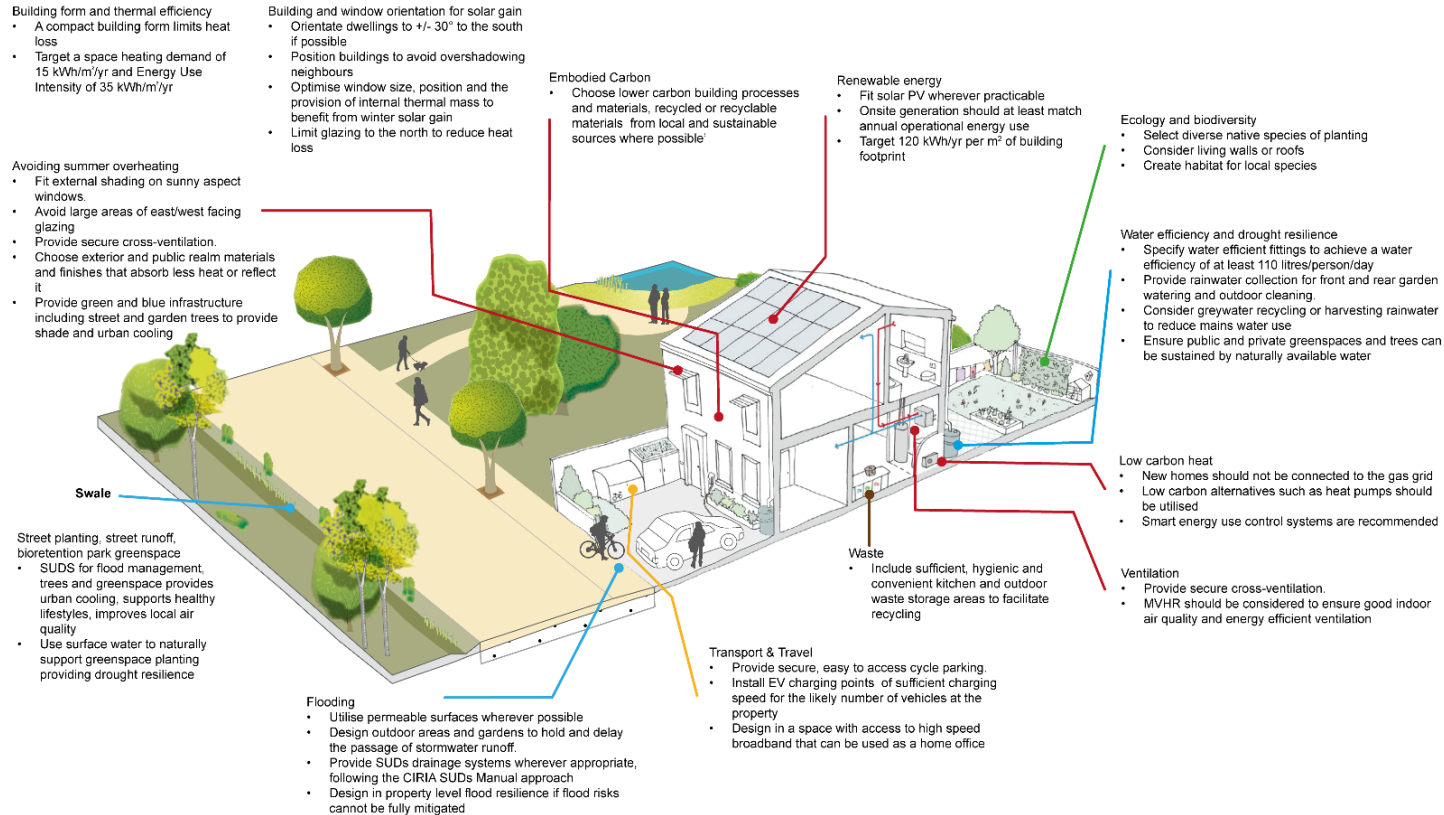 Building form and thermal efficiency
• A compact building form limits heat
loss
• Target a space heating demand of
15 kWh/m²/yr and Energy Use
Intensity of 35 kWh/m²/yr
Building and window orientation for solar gain
• Orientate dwellings to +/- 30° to the south
if possible
• Position buildings to avoid overshadowing
neighbours
• Optimise window size, position and the
provision of internal thermal mass to
benefit from winter solar gain
• Limit glazing to the north to reduce heat
loss
Embodied Carbon
• Choose lower carbon building processes
and materials, recycled or recyclable
materials from local and sustainable
sources where possible
Renewable energy
• Fit solar PV wherever practicable
• Onsite generation should at least match
annual operational energy use
• Target 120 kWh/yr per m² of building
footprint
Ecology and biodiversity
• Select diverse native species of planting
• Consider living walls or roofs
• Create habitat for local species
Avoiding summer overheating
• Fit external shading on sunny aspect
windows.
• Avoid large areas of east/west facing
glazing
• Provide secure cross-ventilation.
• Choose exterior and public realm materials
and finishes that absorb less heat or reflect
it
• Provide green and blue infrastructure
including street and garden trees to provide
shade and urban cooling
Water efficiency and drought resilience
• Specify water efficient fittings to achieve a water
efficiency of at least 110 litres/person/day
• Provide rainwater collection for front and rear garden
watering and outdoor cleaning.
• Consider greywater recycling or harvesting rainwater
to reduce mains water use
• Ensure public and private greenspaces and trees can
be sustained by naturally available water
Low carbon heat
• New homes should not be connected to the gas grid
• Low carbon alternatives such as heat pumps should
be utilised
• Smart energy use control systems are recommended
Swale
Street planting, street runoff,
bioretention park greenspace
• SUDS for flood management,
trees and greenspace provides
urban cooling, supports healthy
lifestyles, improves local air
quality
• Use surface water to naturally
support greenspace planting
providing drought resilience
Waste
• Include sufficient, hygienic and
convenient kitchen and outdoor
waste storage areas to facilitate
recycling
Ventilation
• Provide secure cross-ventilation.
• MVHR should be considered to ensure good indoor
air quality and energy efficient ventilation
Transport & Travel
• Provide secure, easy to access cycle parking.
• Install EV charging points of sufficient charging
speed for the likely number of vehicles at the
property
• Design in a space with access to high speed
broadband that can be used as a home office
Flooding
• Utilise permeable surfaces wherever possible
• Design outdoor areas and gardens to hold and delay
the passage of stormwater runoff.
• Provide SUDs drainage systems wherever appropriate,
following the CIRIA SUDs Manual approach
• Design in property level flood resilience if flood risks
cannot be fully mitigated